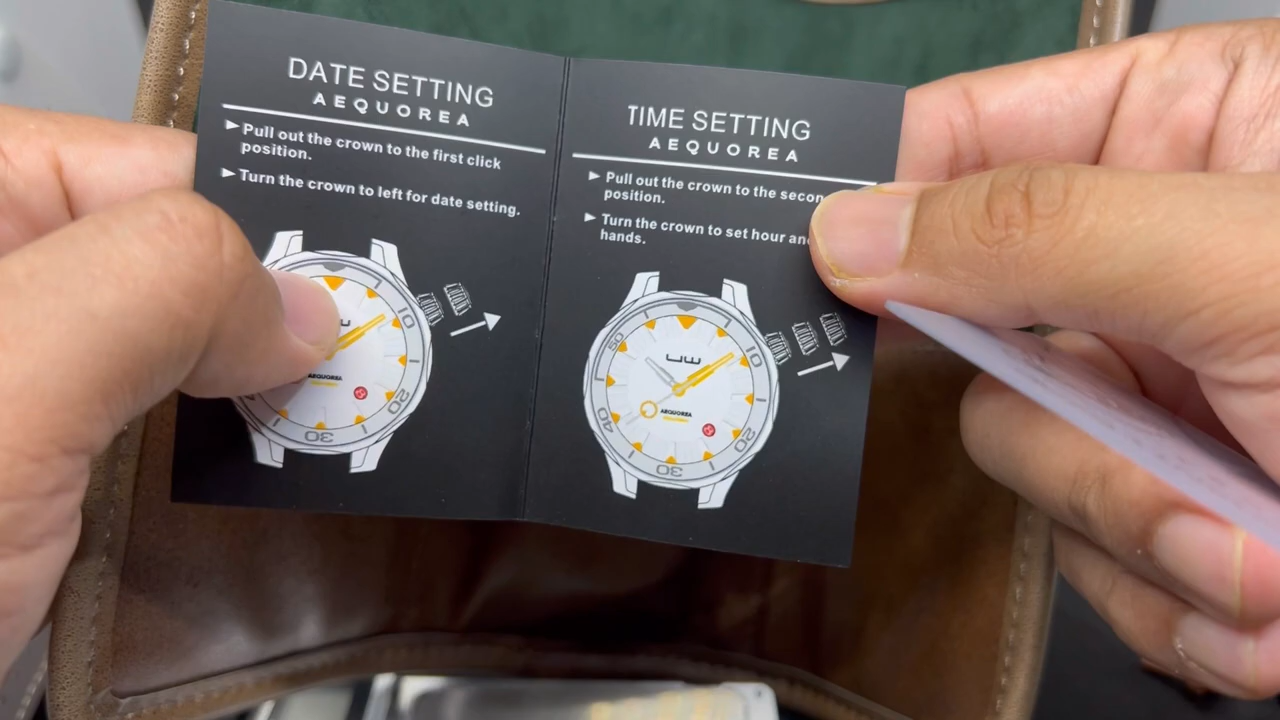 DATE SETTING
AEQUOREA
Pull out the crown to the first click
position.
Turn the crown to left for date setting.
10
20
30
AEQUOREA
TIME SETTING
AEQUOREA
Pull out the crown to the
position.
Turn the crown to set hour
hands.
50
10
40
20
30
AEQUOREA